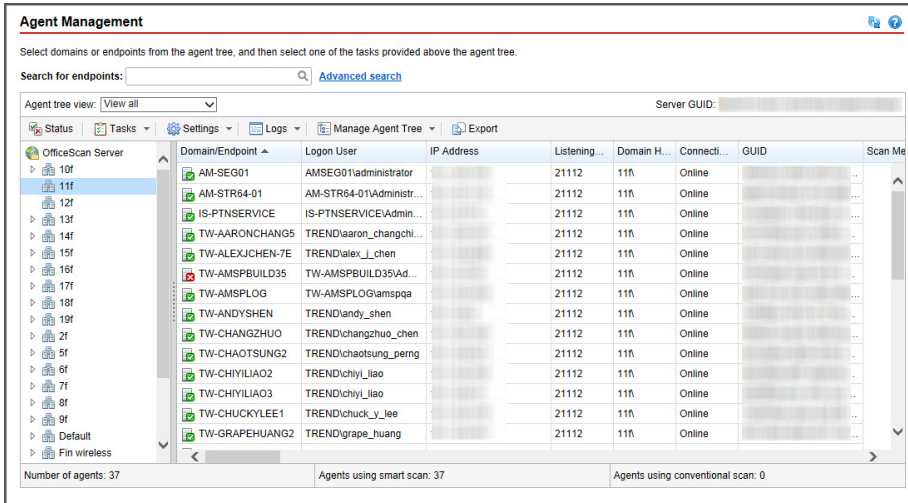 Agent Management
Select domains or endpoints from the agent tree, and then select one of the tasks provided above the agent tree.
Search for endpoints: Advanced search
Agent tree view: View all Server GUID:
Status Tasks Settings Logs Manage Agent Tree Export
OfficeScan Server
10f
11f
12f
13f
14f
15f
16f
17f
18f
19f
2f
5f
6f
7f
8f
9f
Default
Fin wireless
Domain/Endpoint Logon User IP Address Listening... Domain H... Connecti... GUID Scan Me
AM-SEG01 AMSEG01\administrator 21112 11f\ Online
AM-STR64-01 AM-STR64-01\Administr... 21112 11f\ Online
IS-PTNSERVICE IS-PTNSERVICE\Admin... 21112 11f\ Online
TW-AARONCHANG5 TREND\aaron_changchi... 21112 11f\ Online
TW-ALEXJCHEN-7E TREND\alex_j_chen 21112 11f\ Online
TW-AMSPBUILD35 TW-AMSPBUILD35\Ad... 21112 11f\ Online
TW-AMSPLOG TW-AMSPLOG\amspqa 21112 11f\ Online
TW-ANDYSHEN TREND\andy_shen 21112 11f\ Online
TW-CHANGZHUO TREND\changzhuo_chen 21112 11f\ Online
TW-CHAOTSUNG2 TREND\chaotsung_perng 21112 11f\ Online
TW-CHIYILIAO2 TREND\chiyi_liao 21112 11f\ Online
TW-CHIYILIAO3 TREND\chiyi_liao 21112 11f\ Online
TW-CHUCKYLEE1 TREND\chuck_y_lee 21112 11f\ Online
TW-GRAPEHUANG2 TREND\grape_huang 21112 11f\ Online
Number of agents: 37 Agents using smart scan: 37 Agents using conventional scan: 0